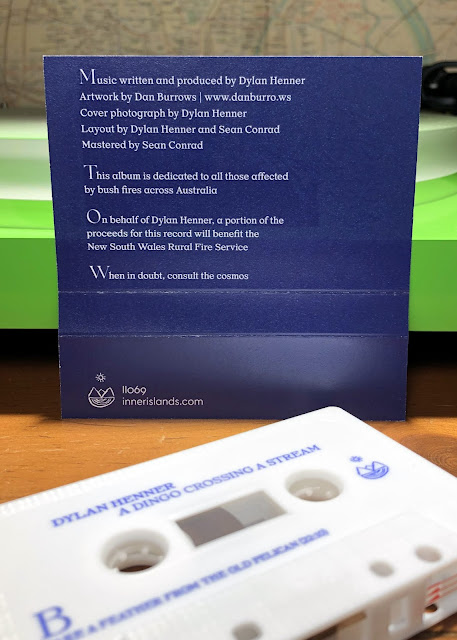 Music written and produced by Dylan Henner
Artwork by Dan Burrows | www.danburro.ws
Cover photograph by Dylan Henner
Layout by Dylan Henner and Sean Conrad
Mastered by Sean Conrad
This album is dedicated to all those affected
by bush fires across Australia
On behalf of Dylan Henner, a portion of the
proceeds for this record will benefit the
New South Wales Rural Fire Service
When in doubt, consult the cosmos
II069
innerislands.com
DYLAN HENNER
A DINGO CROSSING A STREAM
B
A FEATHER FROM THE OLD PELICAN